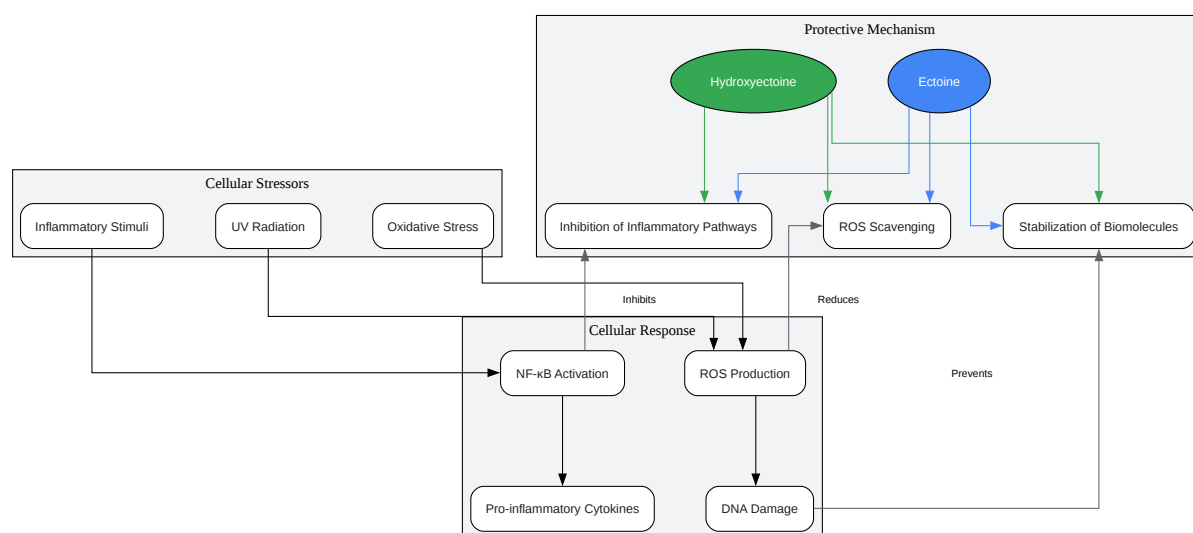 Protective Mechanism
Hydroxyectoine
Ectoine
Cellular Stressors
Inflammatory Stimuli
UV Radiation
Oxidative Stress
Inhibition of Inflammatory Pathways
ROS Scavenging
Stabilization of Biomolecules
Inhibits
Reduces
Cellular Response
NF-κB Activation
ROS Production
Prevents
Pro-inflammatory Cytokines
DNA Damage